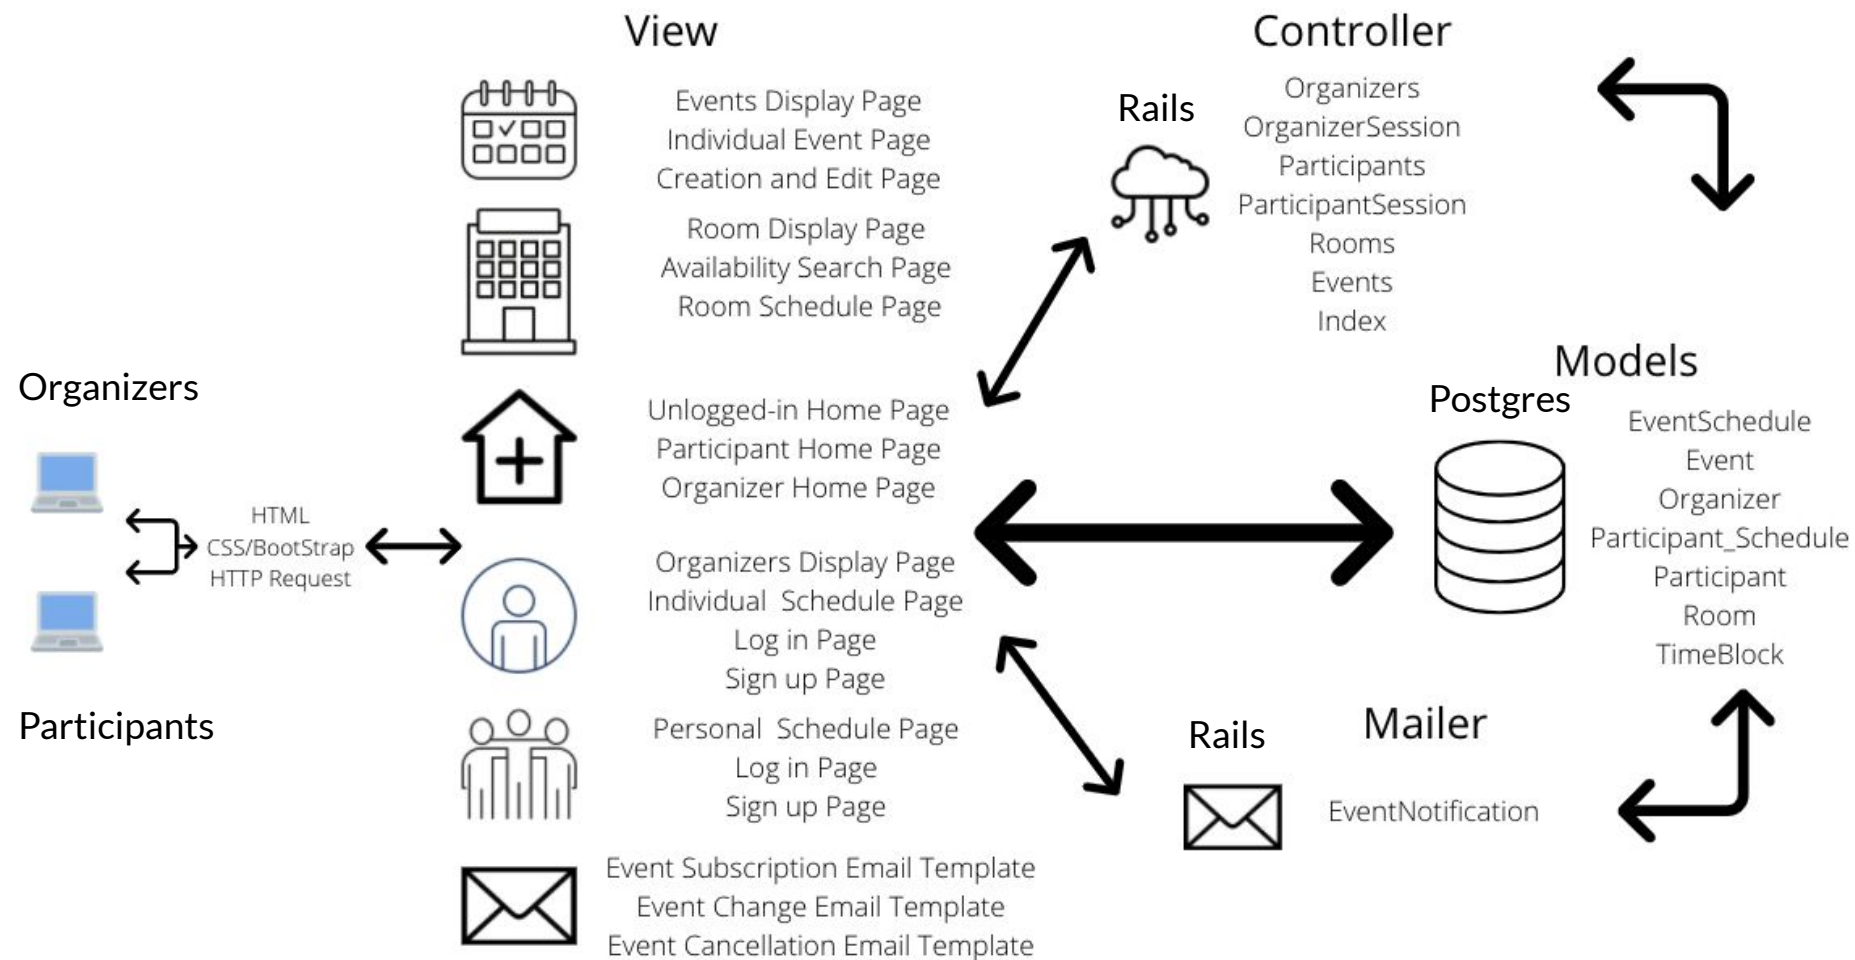 View
Events Display Page
Individual Event Page
Creation and Edit Page
Room Display Page
Availability Search Page
Room Schedule Page
Unlogged-in Home Page
Participant Home Page
Organizer Home Page
Organizers Display Page
Individual  Schedule Page
Log in Page
Sign up Page
Personal  Schedule Page
Log in Page
Sign up Page
Event Subscription Email Template
Event Change Email Template
Event Cancellation Email Template
Organizers
HTML
CSS/BootStrap
HTTP Request
Participants
Controller
Rails
Organizers
OrganizerSession
Participants
ParticipantSession
Rooms
Events
Index
Models
Postgres
EventSchedule
Event
Organizer
Participant_Schedule
Participant
Room
TimeBlock
Mailer
Rails
EventNotification